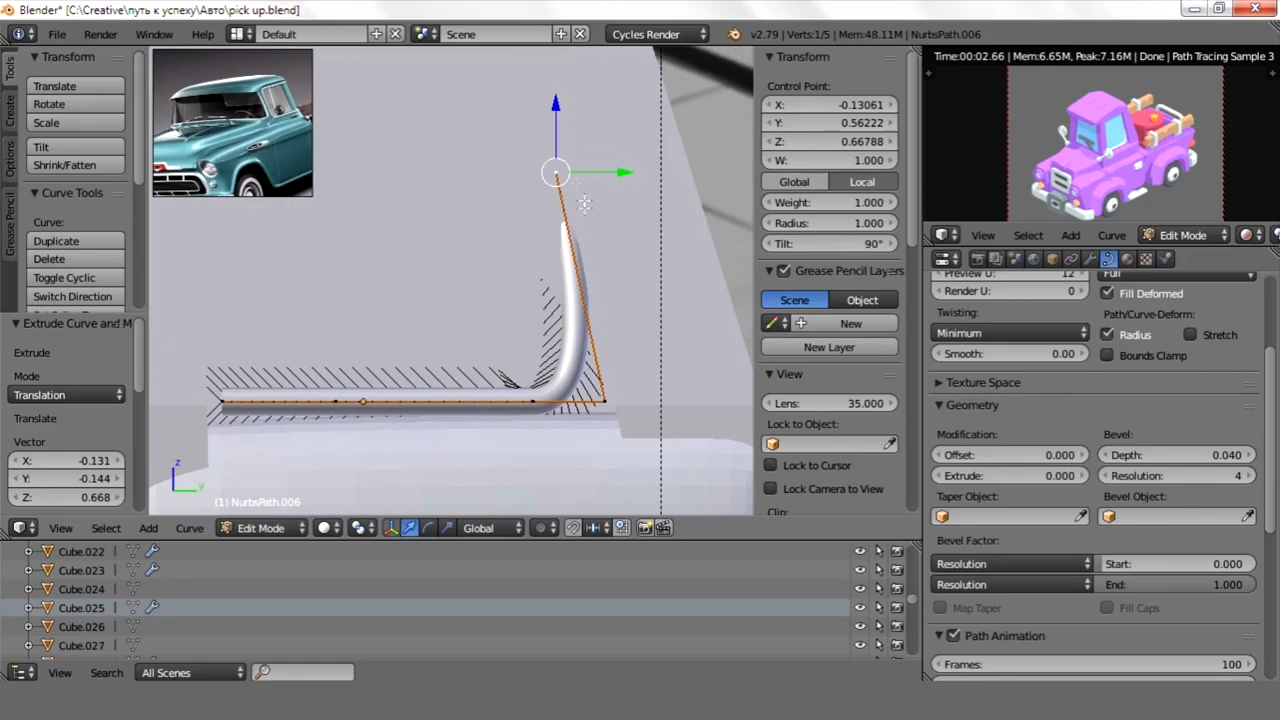 Blender* [C:\Creative\путь к успеху\Авто\pick up.blend]
File Render Window Help Default Scene Cycles Render v2.79 | Verts:1/5 | Mem:48.11M | NurbsPath.006
Time:00:02.66 | Mem:6.65M, Peak:7.16M | Done | Path Tracing Sample 3
Tools
Create
Options
Grease Pencil
Transform
Translate
Rotate
Scale
Tilt
Shrink/Fatten
Curve Tools
Curve:
Duplicate
Delete
Toggle Cyclic
Switch Direction
Extrude Curve and M
Extrude
Mode
Translation
Translate
Vector
X: -0.131
Y: -0.144
Z: 0.668
z
y
(1) NurbsPath.006
Transform
Control Point:
X: -0.13061
Y: 0.56222
Z: 0.66788
W: 1.000
Global Local
Weight: 1.000
Radius: 1.000
Tilt: 90°
Grease Pencil Layers
Scene Object
New
New Layer
View
Lens: 35.000
Lock to Object:
Lock to Cursor
Lock Camera to View
Clip:
View Select Add Curve Edit Mode Global
View Select Add Curve Edit Mode
Preview U: 12 Full
Render U: 0 Fill Deformed
Twisting: Path/Curve-Deform:
Minimum Radius Stretch
Smooth: 0.00 Bounds Clamp
Texture Space
Geometry
Modification: Bevel:
Offset: 0.000 Depth: 0.040
Extrude: 0.000 Resolution: 4
Taper Object: Bevel Object:
Bevel Factor:
Resolution Start: 0.000
Resolution End: 1.000
Map Taper Fill Caps
Path Animation
Frames: 100
Cube.022
Cube.023
Cube.024
Cube.025
Cube.026
Cube.027
View Search All Scenes